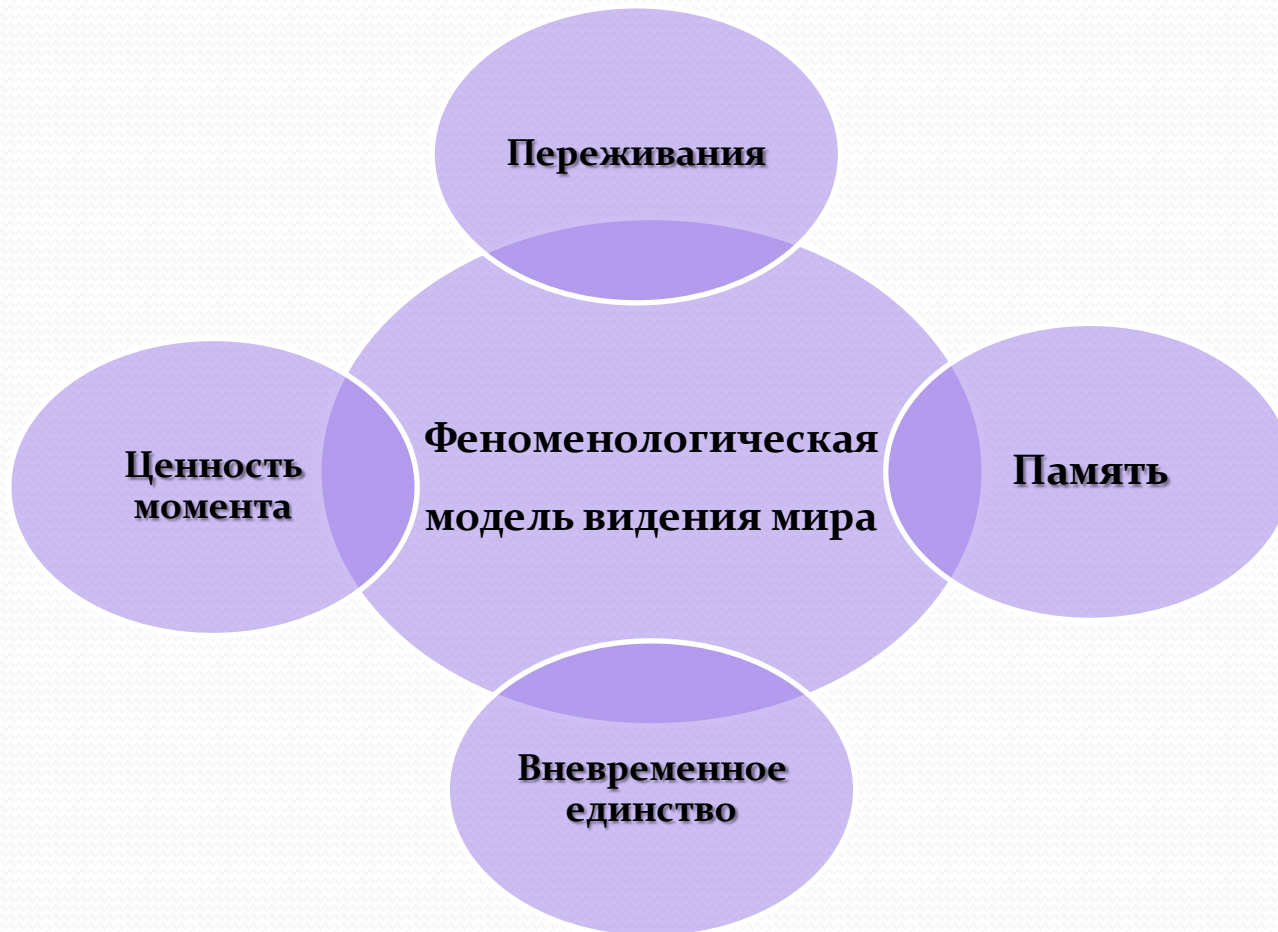 Переживания
Феноменологическая
модель видения мира
Ценность
момента
Память
Вневременное
единство